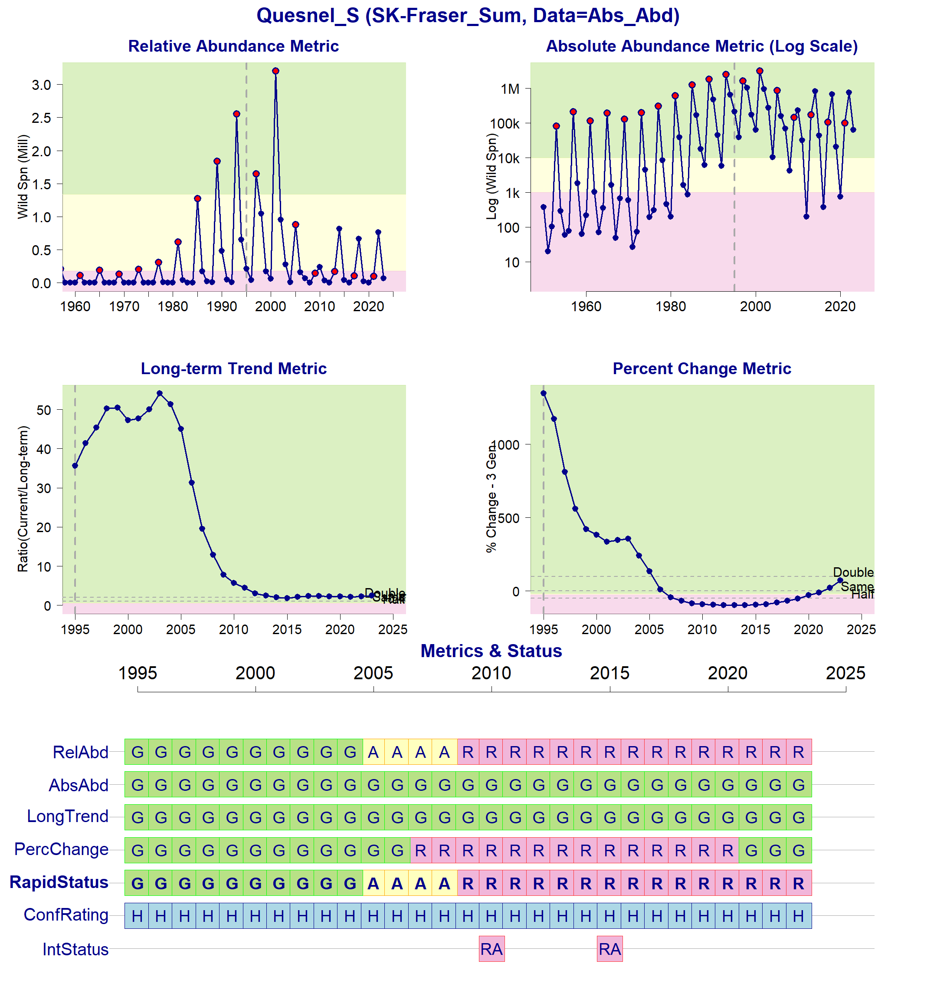 Quesnel_S (SK-Fraser_Sum, Data=Abs_Abd)
Relative Abundance Metric
Wild Spn (Mill)
3.0
2.5
2.0
1.5
1.0
0.5
0.0
1960 1970 1980 1990 2000 2010 2020
Absolute Abundance Metric (Log Scale)
Log (Wild Spn)
1M
100k
10k
1k
100
10
1960 1980 2000 2020
Long-term Trend Metric
Ratio(Current/Long-term)
50
40
30
20
10
0
Double
Same
Half
1995 2000 2005 2010 2015 2020 2025
Percent Change Metric
% Change - 3 Gen
1000
500
0
Double
Same
Half
1995 2000 2005 2010 2015 2020 2025
Metrics & Status
1995 2000 2005 2010 2015 2020 2025
RelAbd G G G G G G G G G G A A A A R R R R R R R R R R R R R R R
AbsAbd G G G G G G G G G G G G G G G G G G G G G G G G G G G G G
LongTrend G G G G G G G G G G G G G G G G G G G G G G G G G G G G G
PercChange G G G G G G G G G G G G R R R R R R R R R R R R R R G G G
RapidStatus G G G G G G G G G G A A A A R R R R R R R R R R R R R R R
ConfRating H H H H H H H H H H H H H H H H H H H H H H H H H H H H H
IntStatus RA RA